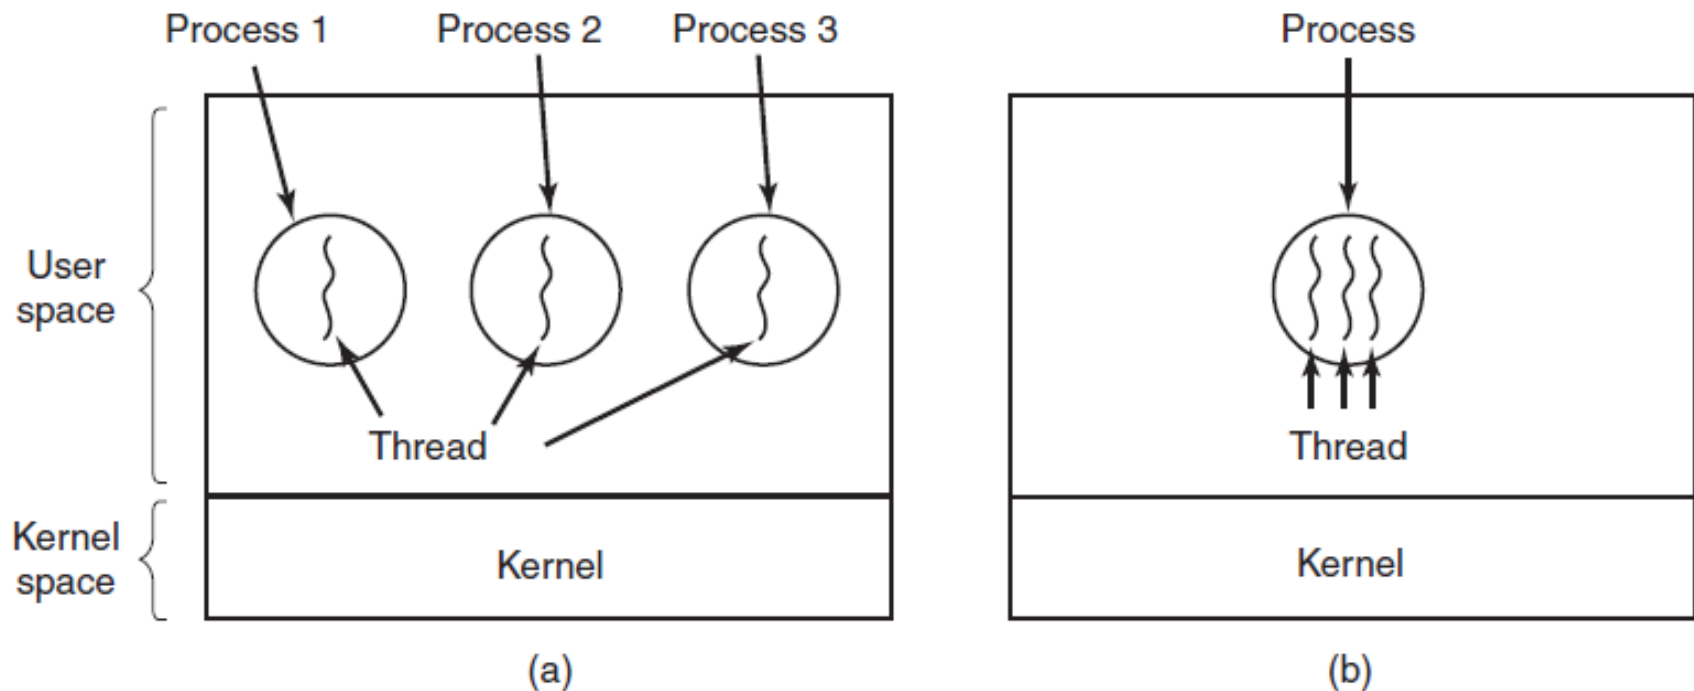 Process 1
Process 2
Process 3
Process
User
space
Thread
Thread
Kernel
space
Kernel
Kernel
(a)
(b)